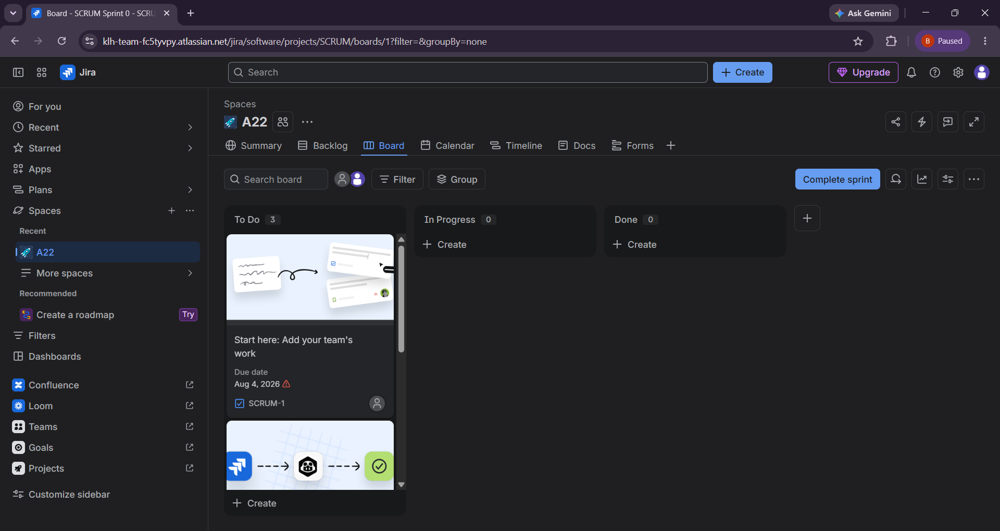 Board - SCRUM Sprint 0 - SCRU
Ask Gemini
klh-team-fc5tyvpy.atlassian.net/jira/software/projects/SCRUM/boards/1?filter=&groupBy=none
B Paused
Jira
Search
Create
Upgrade
For you
Recent
Starred
Apps
Plans
Spaces
Recent
A22
More spaces
Recommended
Create a roadmap
Try
Filters
Dashboards
Confluence
Loom
Teams
Goals
Projects
Customize sidebar
Spaces
A22
Summary
Backlog
Board
Calendar
Timeline
Docs
Forms
Search board
Filter
Group
Complete sprint
To Do 3
Start here: Add your team's
work
Due date
Aug 4, 2026
SCRUM-1
Create
In Progress 0
Create
Done 0
Create